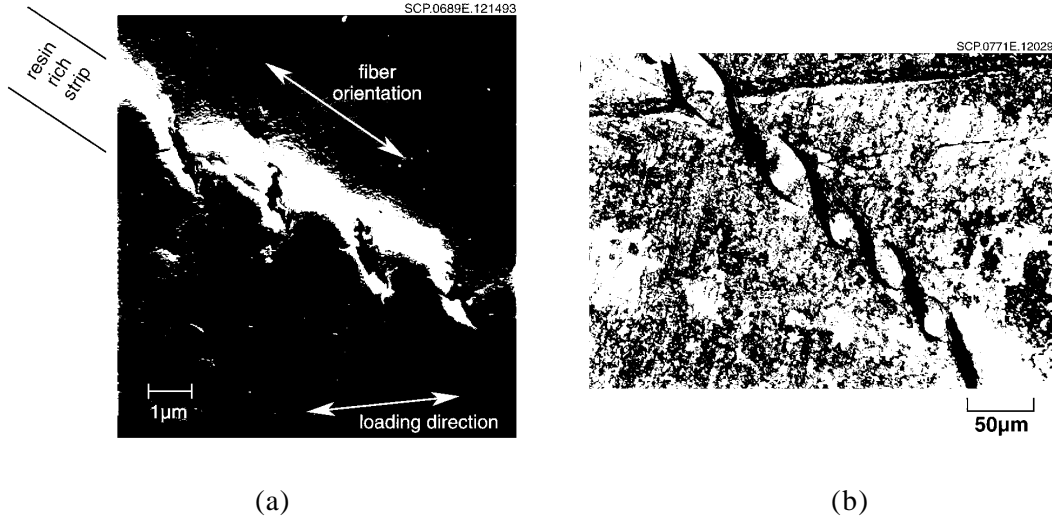 SCP.0689E.121493
resin
rich
strip
fiber
orientation
1μm
loading direction
(a)
SCP.0771E.12029
50μm
(b)